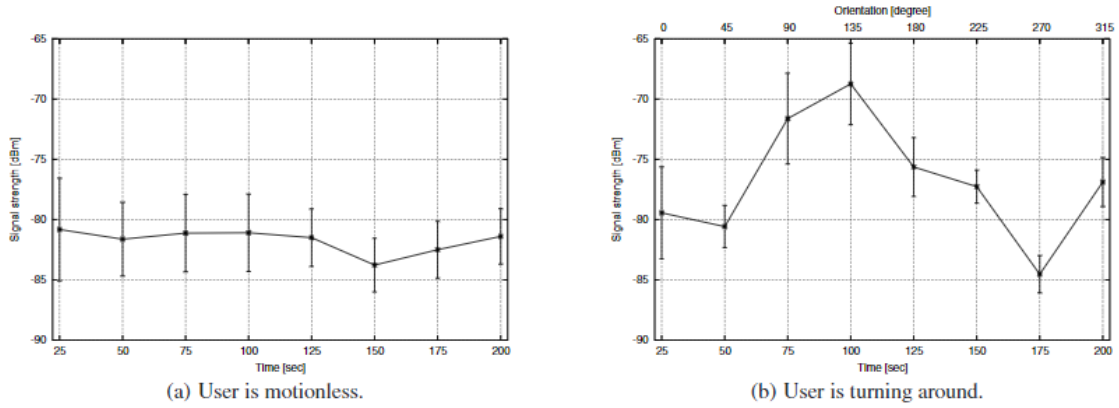 -65
-70
-75
-80
-85
-90
Signal strength [dBm]
25 50 75 100 125 150 175 200
Time [sec]
(a) User is motionless.
Orientation [degree]
0 45 90 135 180 225 270 315
-65
-70
-75
-80
-85
-90
Signal strength [dBm]
25 50 75 100 125 150 175 200
Time [sec]
(b) User is turning around.